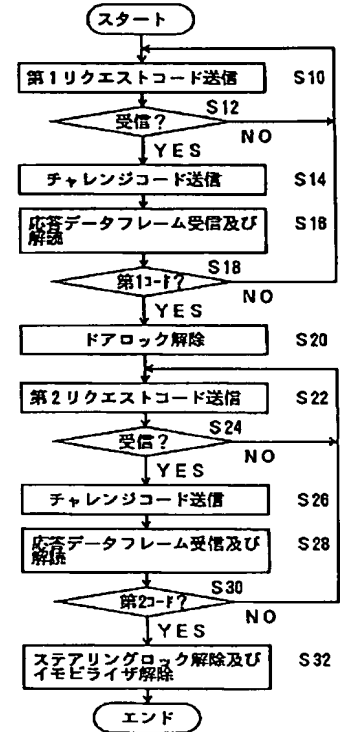 スタート
第1リクエストコード送信 S10
受信? S12
NO
YES
チャレンジコード送信 S14
応答データフレーム受信及び S16
解読
第1コード? S18
NO
YES
ドアロック解除 S20
第2リクエストコード送信 S22
受信? S24
NO
YES
チャレンジコード送信 S26
応答データフレーム受信及び S28
解読
第2コード? S30
NO
YES
ステアリングロック解除及び S32
イモビライザ解除
エンド